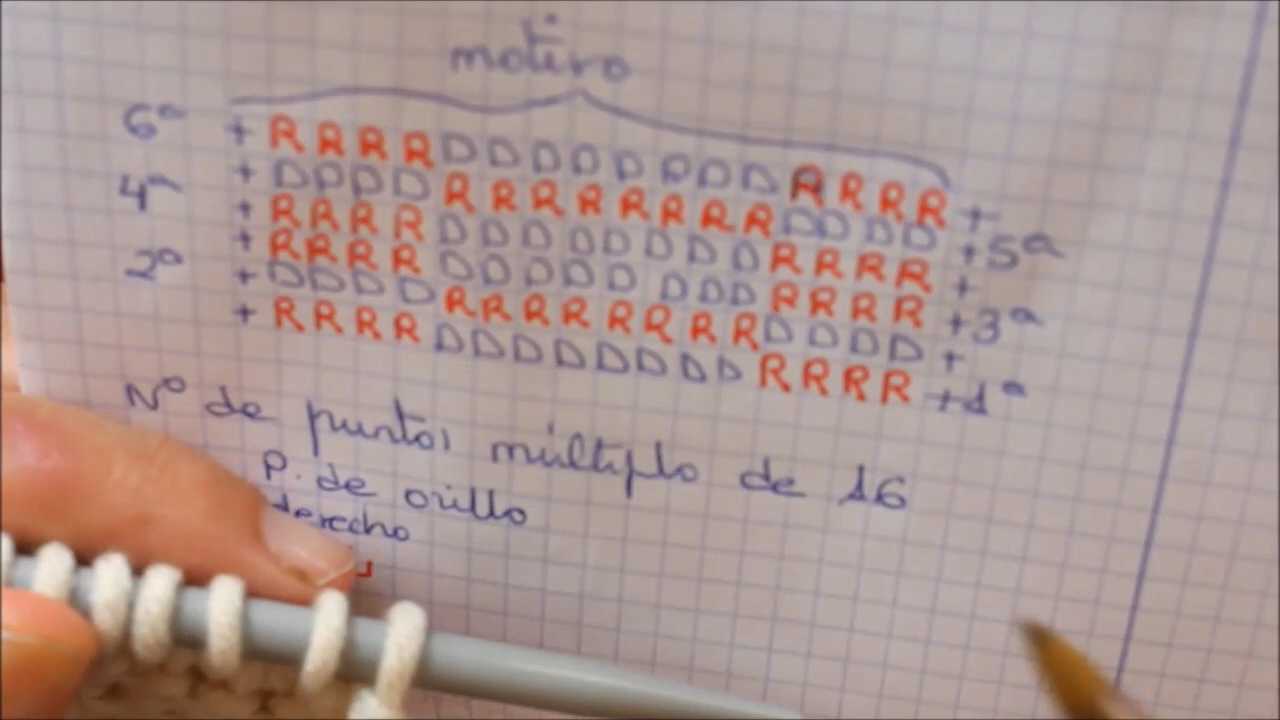 motivo
6ª + R R R R D D D D D D D D R R R R +
+ D D D D R R R R R R R R D D D D + 5ª
4ª + R R R R D D D D D D D D R R R R +
+ R R R R D D D D D D D D R R R R + 3ª
2ª + D D D D R R R R R R R R D D D D +
+ R R R R D D D D D D D D R R R R + 1ª
Nº de puntos múltiplo de 16
P. de orillo
derecho